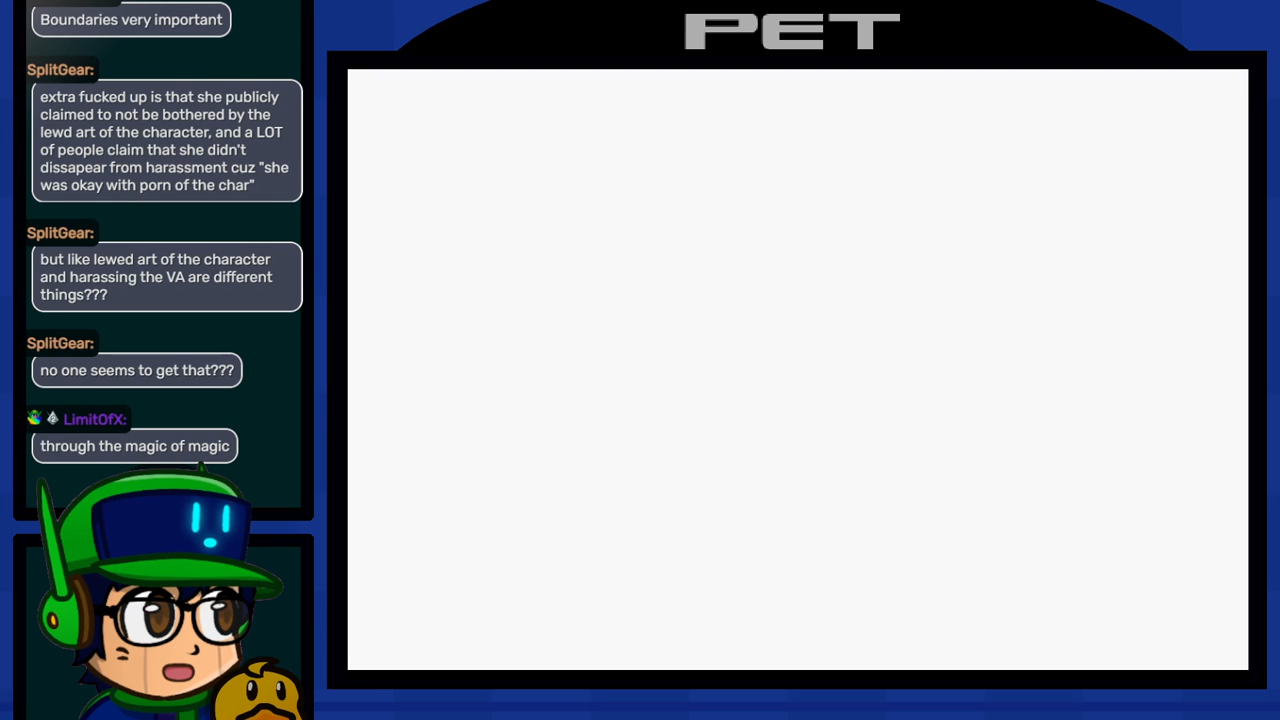 PET
Boundaries very important
SplitGear:
extra fucked up is that she publicly
claimed to not be bothered by the
lewd art of the character, and a LOT
of people claim that she didn't
dissapear from harassment cuz "she
was okay with porn of the char"
SplitGear:
but like lewed art of the character
and harassing the VA are different
things???
SplitGear:
no one seems to get that???
LimitOfX:
through the magic of magic